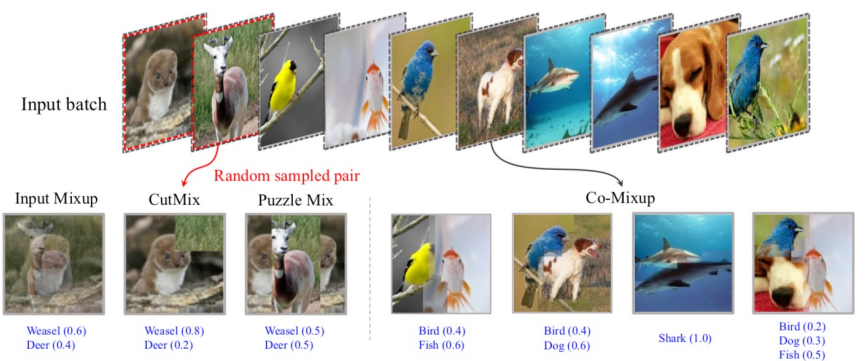 Input batch
Random sampled pair
Input Mixup
CutMix
Puzzle Mix
Co-Mixup
Weasel (0.6)
Deer (0.4)
Weasel (0.8)
Deer (0.2)
Weasel (0.5)
Deer (0.5)
Bird (0.4)
Fish (0.6)
Bird (0.4)
Dog (0.6)
Shark (1.0)
Bird (0.2)
Dog (0.3)
Fish (0.5)